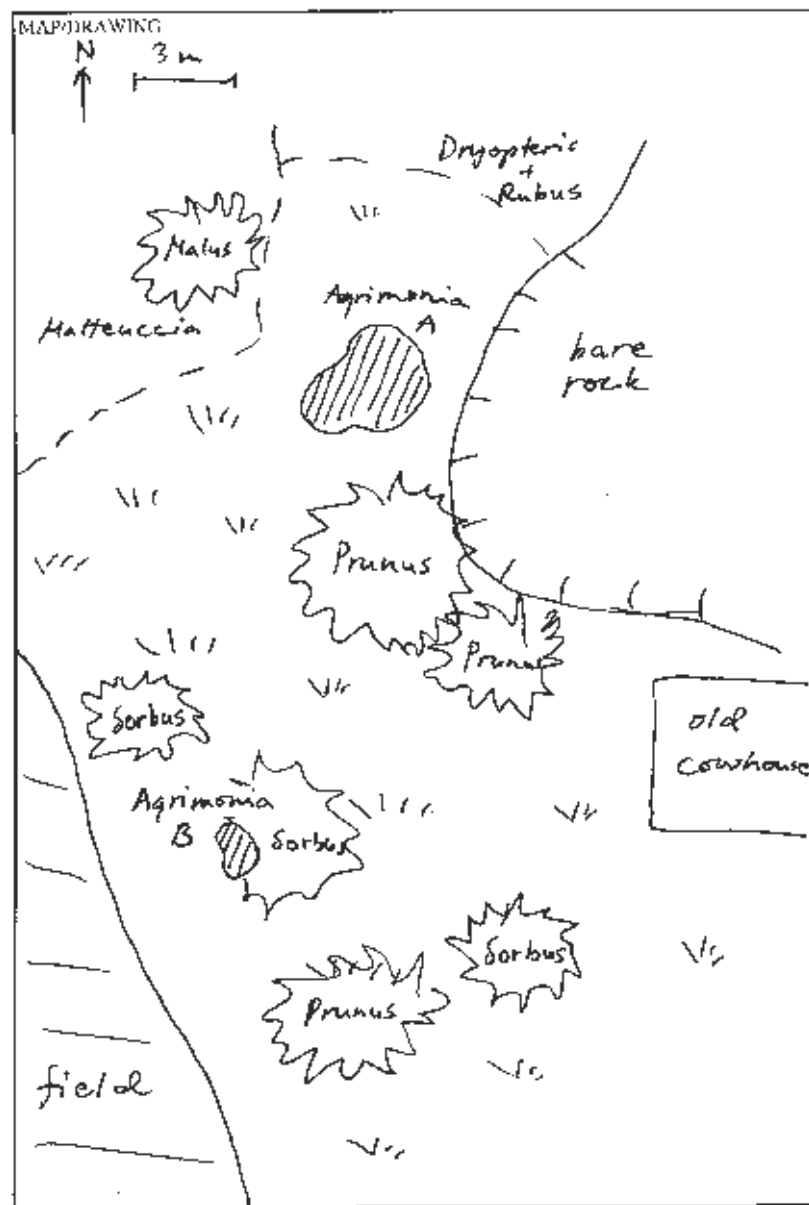 MAP/DRAWING
N
3 m
Dryopteris
+
Rubus
Malus
Agrimonia
A
Matteuccia
bare
rock
Prunus
Prunus
Sorbus
old
cowhouse
Agrimonia
B
Sorbus
Sorbus
Prunus
field